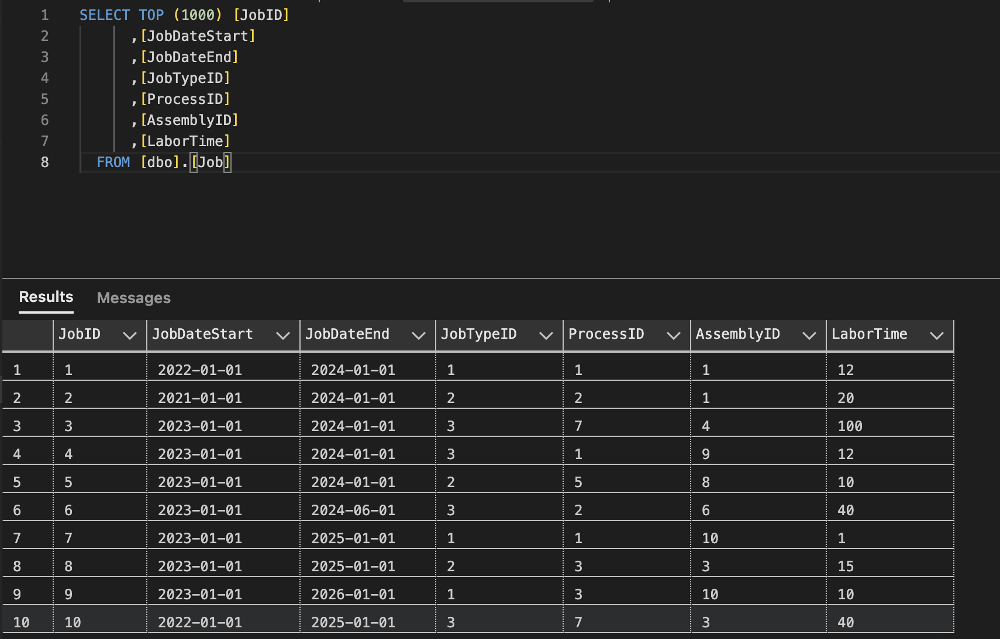 1 SELECT TOP (1000) [JobID]
2 ,[JobDateStart]
3 ,[JobDateEnd]
4 ,[JobTypeID]
5 ,[ProcessID]
6 ,[AssemblyID]
7 ,[LaborTime]
8 FROM [dbo].[Job]
Results Messages
JobID JobDateStart JobDateEnd JobTypeID ProcessID AssemblyID LaborTime
1 1 2022-01-01 2024-01-01 1 1 1 12
2 2 2021-01-01 2024-01-01 2 2 1 20
3 3 2023-01-01 2024-01-01 3 7 4 100
4 4 2023-01-01 2024-01-01 3 1 9 12
5 5 2023-01-01 2024-01-01 2 5 8 10
6 6 2023-01-01 2024-06-01 3 2 6 40
7 7 2023-01-01 2025-01-01 1 1 10 1
8 8 2023-01-01 2025-01-01 2 3 3 15
9 9 2023-01-01 2026-01-01 1 3 10 10
10 10 2022-01-01 2025-01-01 3 7 3 40